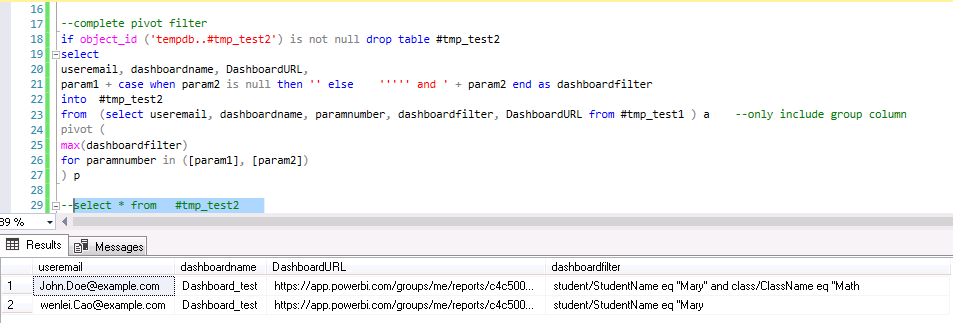 16
17 --complete pivot filter
18 if object_id ('tempdb..#tmp_test2') is not null drop table #tmp_test2
19 select
20 useremail, dashboardname, DashboardURL,
21 param1 + case when param2 is null then '' else ''''' and ' + param2 end as dashboardfilter
22 into #tmp_test2
23 from (select useremail, dashboardname, paramnumber, dashboardfilter, DashboardURL from #tmp_test1 ) a --only include group column
24 pivot (
25 max(dashboardfilter)
26 for paramnumber in ([param1], [param2])
27 ) p
28
29 --select * from #tmp_test2
89 %
Results Messages
useremail dashboardname DashboardURL dashboardfilter
1 John.Doe@example.com Dashboard_test https://app.powerbi.com/groups/me/reports/c4c500... student/StudentName eq ''Mary'' and class/ClassName eq ''Math
2 wenlei.Cao@example.com Dashboard_test https://app.powerbi.com/groups/me/reports/c4c500... student/StudentName eq ''Mary